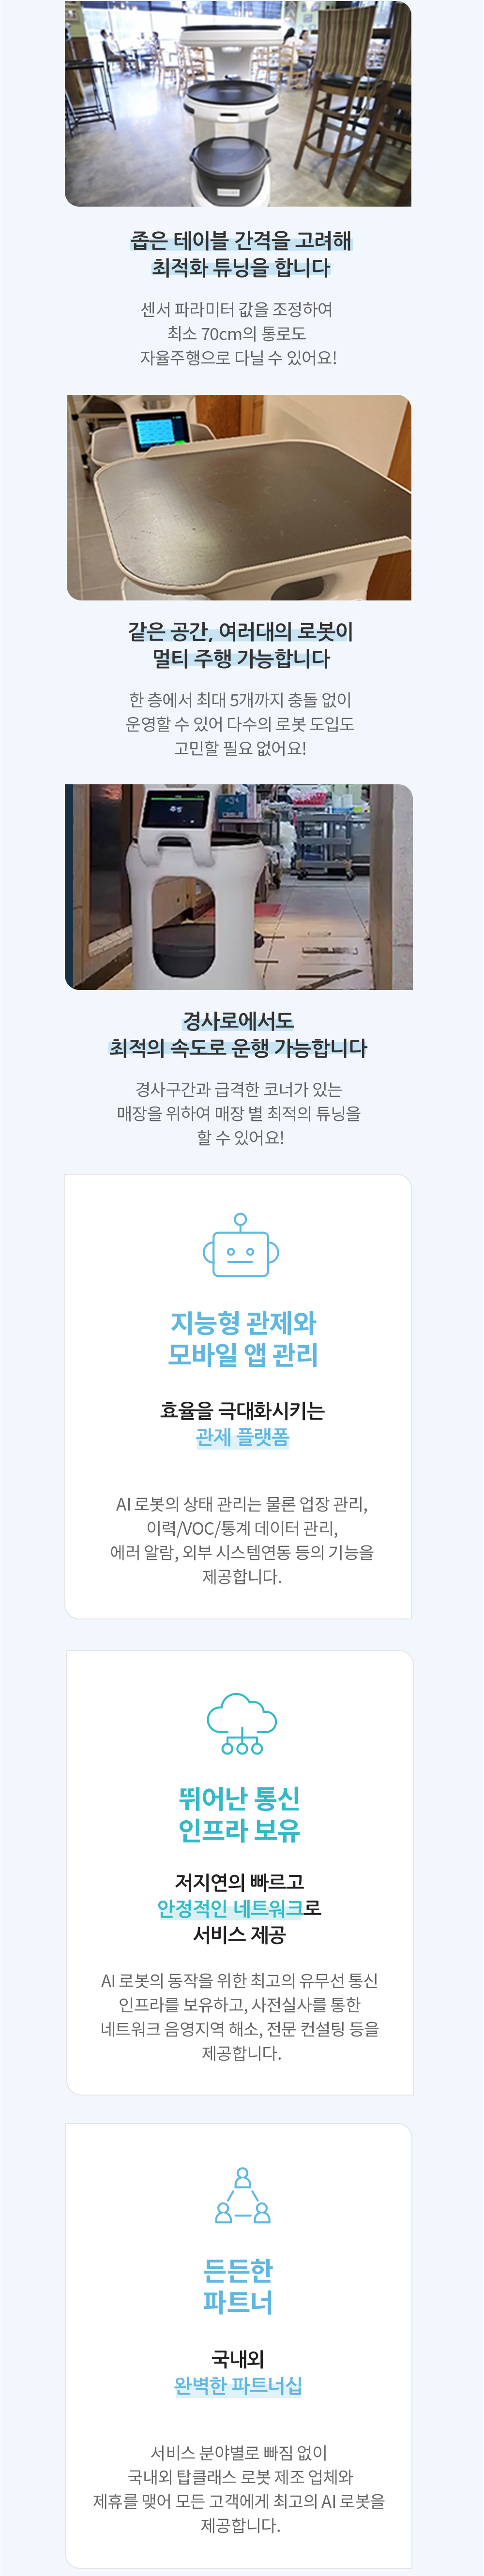 좁은 테이블 간격을 고려해
최적화 튜닝을 합니다
센서 파라미터 값을 조정하여
최소 70cm의 통로도
자율주행으로 다닐 수 있어요!
같은 공간, 여러대의 로봇이
멀티 주행 가능합니다
한 층에서 최대 5개까지 충돌 없이
운영할 수 있어 다수의 로봇 도입도
고민할 필요 없어요!
경사로에서도
최적의 속도로 운행 가능합니다
경사구간과 급격한 코너가 있는
매장을 위하여 매장 별 최적의 튜닝을
할 수 있어요!
지능형 관제와
모바일 앱 관리
효율을 극대화시키는
관제 플랫폼
AI 로봇의 상태 관리는 물론 업장 관리,
이력/VOC/통계 데이터 관리,
에러 알람, 외부 시스템연동 등의 기능을
제공합니다.
뛰어난 통신
인프라 보유
저지연의 빠르고
안정적인 네트워크로
서비스 제공
AI 로봇의 동작을 위한 최고의 유무선 통신
인프라를 보유하고, 사전실사를 통한
네트워크 음영지역 해소, 전문 컨설팅 등을
제공합니다.
든든한
파트너
국내외
완벽한 파트너십
서비스 분야별로 빠짐 없이
국내외 탑클래스 로봇 제조 업체와
제휴를 맺어 모든 고객에게 최고의 AI 로봇을
제공합니다.